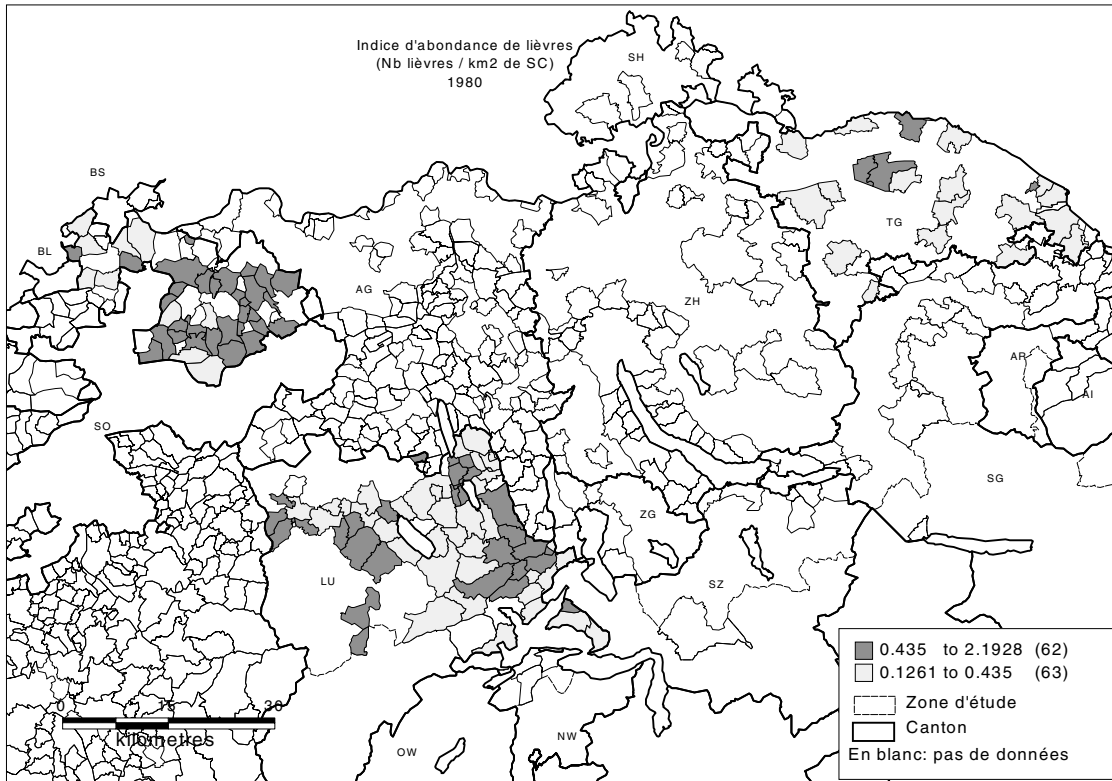 Indice d'abondance de lièvres
(Nb lièvres / km2 de SC)
1980
SH
BS
BL
TG
AG
ZH
AR
AI
SO
SG
ZG
LU
SZ
0.435 to 2.1928 (62)
0.1261 to 0.435 (63)
Zone d'étude
Canton
En blanc: pas de données
0 15 30
kilometres
OW
NW